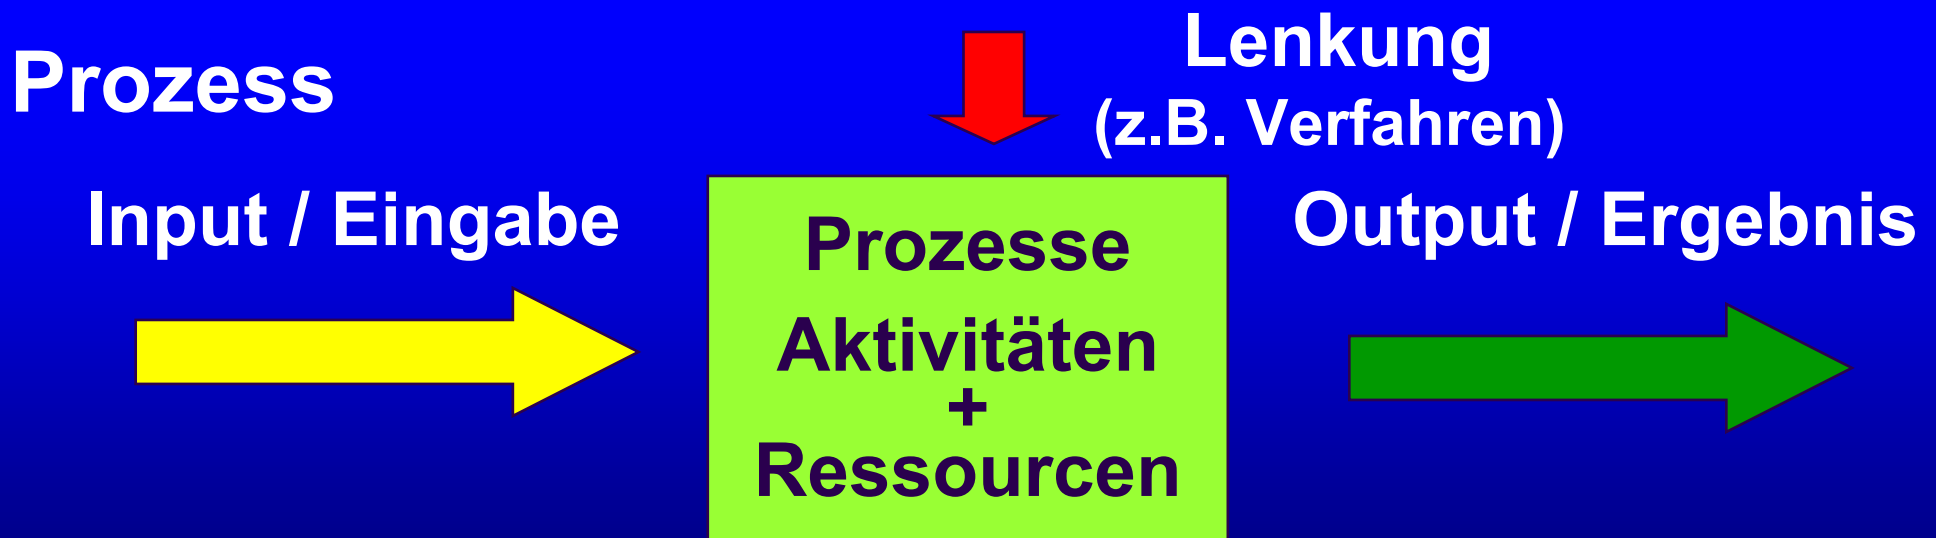 Prozess
Lenkung
(z.B. Verfahren)
Input / Eingabe
Prozesse
Aktivitäten
+
Ressourcen
Output / Ergebnis